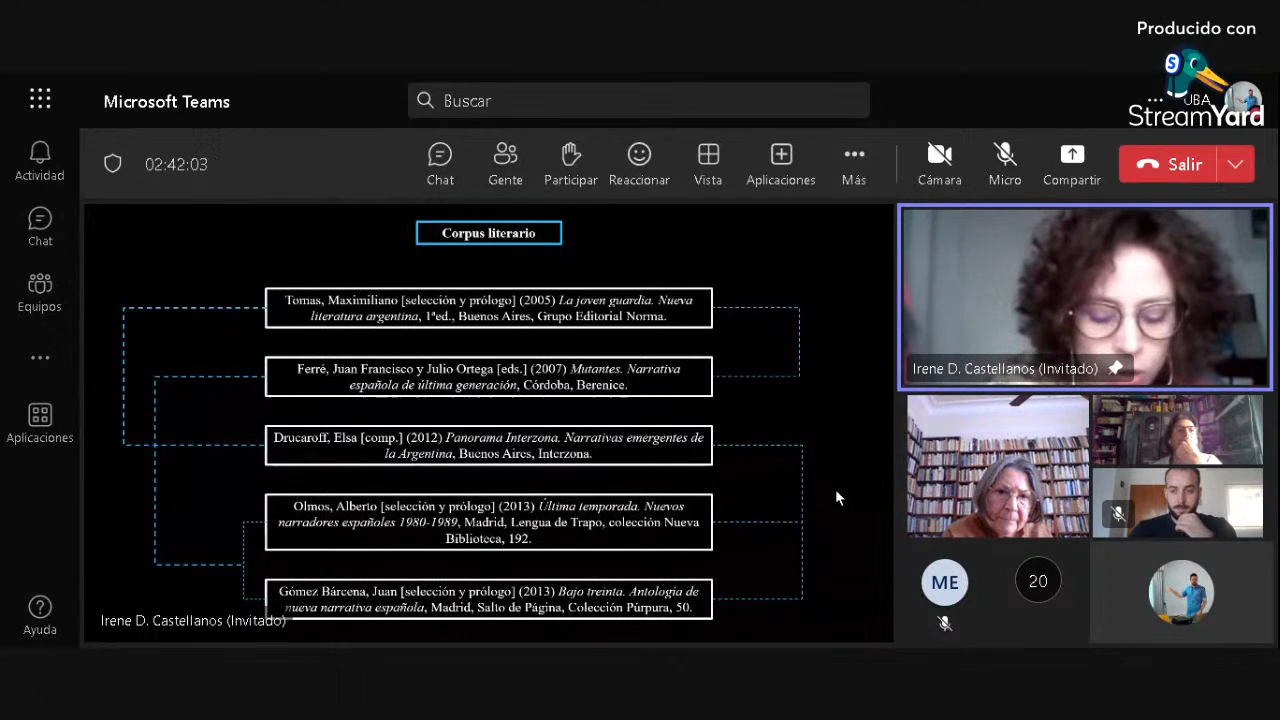 Producido con
StreamYard
UBA
Microsoft Teams
Buscar
Actividad
Chat
Equipos
Aplicaciones
Ayuda
02:42:03
Chat
Gente
Participar
Reaccionar
Vista
Aplicaciones
Más
Cámara
Micro
Compartir
Salir
Corpus literario
Tomas, Maximiliano [selección y prólogo] (2005) La joven guardia. Nueva
literatura argentina, 1ªed., Buenos Aires, Grupo Editorial Norma.
Ferré, Juan Francisco y Julio Ortega [eds.] (2007) Mutantes. Narrativa
española de última generación, Córdoba, Berenice.
Drucaroff, Elsa [comp.] (2012) Panorama Interzona. Narrativas emergentes de
la Argentina, Buenos Aires, Interzona.
Olmos, Alberto [selección y prólogo] (2013) Última temporada. Nuevos
narradores españoles 1980-1989, Madrid, Lengua de Trapo, colección Nueva
Biblioteca, 192.
Gómez Bárcena, Juan [selección y prólogo] (2013) Bajo treinta. Antología de
nueva narrativa española, Madrid, Salto de Página, Colección Púrpura, 50.
Irene D. Castellanos (Invitado)
Irene D. Castellanos (Invitado)
ME
20